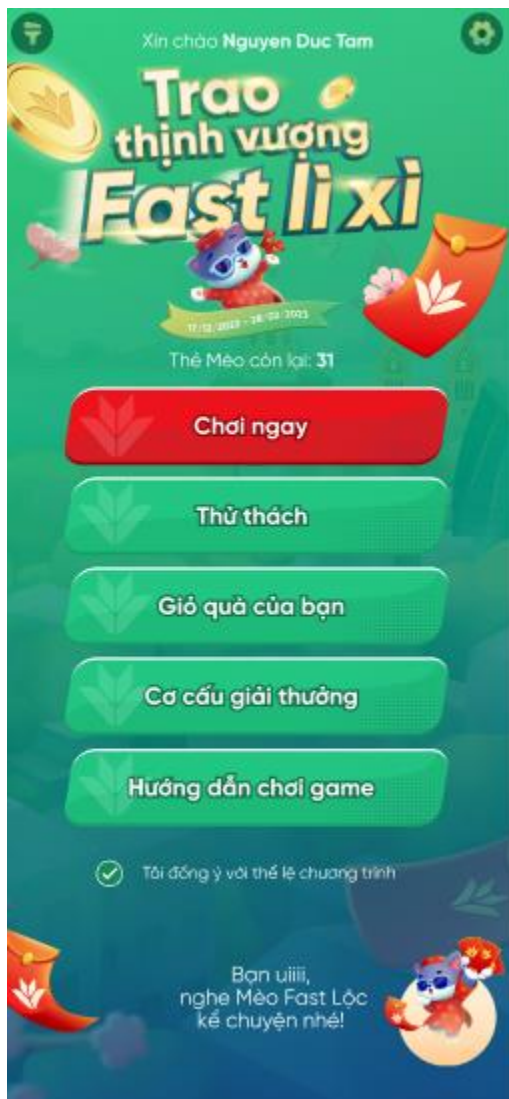 Xin chào Nguyen Duc Tam
Trao
thịnh vượng
Fast lì xì
17/12/2022 - 28/02/2023
Thẻ Mèo còn lại: 31
Chơi ngay
Thử thách
Giỏ quà của bạn
Cơ cấu giải thưởng
Hướng dẫn chơi game
Tôi đồng ý với thể lệ chương trình
Bạn uiiii,
nghe Mèo Fast Lộc
kể chuyện nhé!